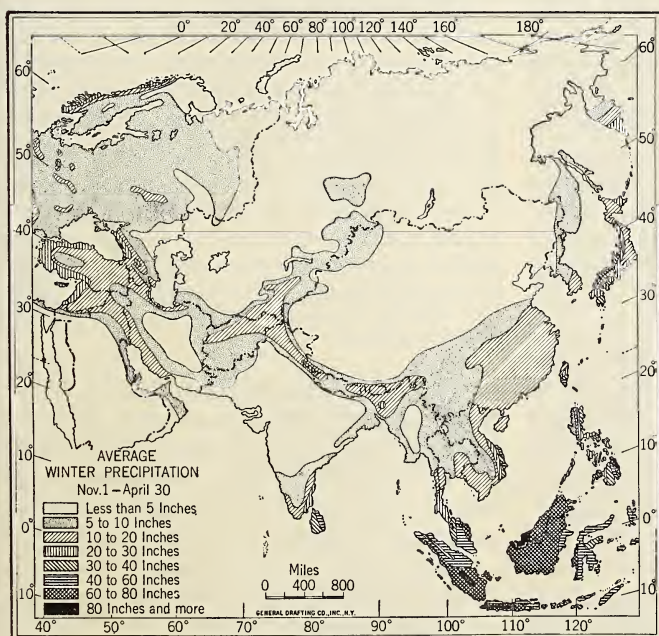 0° 20° 40° 60° 80° 100° 120° 140° 160° 180°
60° 60°
50° 50°
40° 40°
30° 30°
20° 20°
10° 10°
0° 0°
10° 10°
AVERAGE
WINTER PRECIPITATION
Nov. 1 – April 30
Less than 5 Inches
5 to 10 Inches
10 to 20 Inches
20 to 30 Inches
30 to 40 Inches
40 to 60 Inches
60 to 80 Inches
80 Inches and more
Miles
0 400 800
GENERAL DRAFTING CO., INC., N.Y.
40° 50° 60° 70° 80° 90° 100° 110° 120°